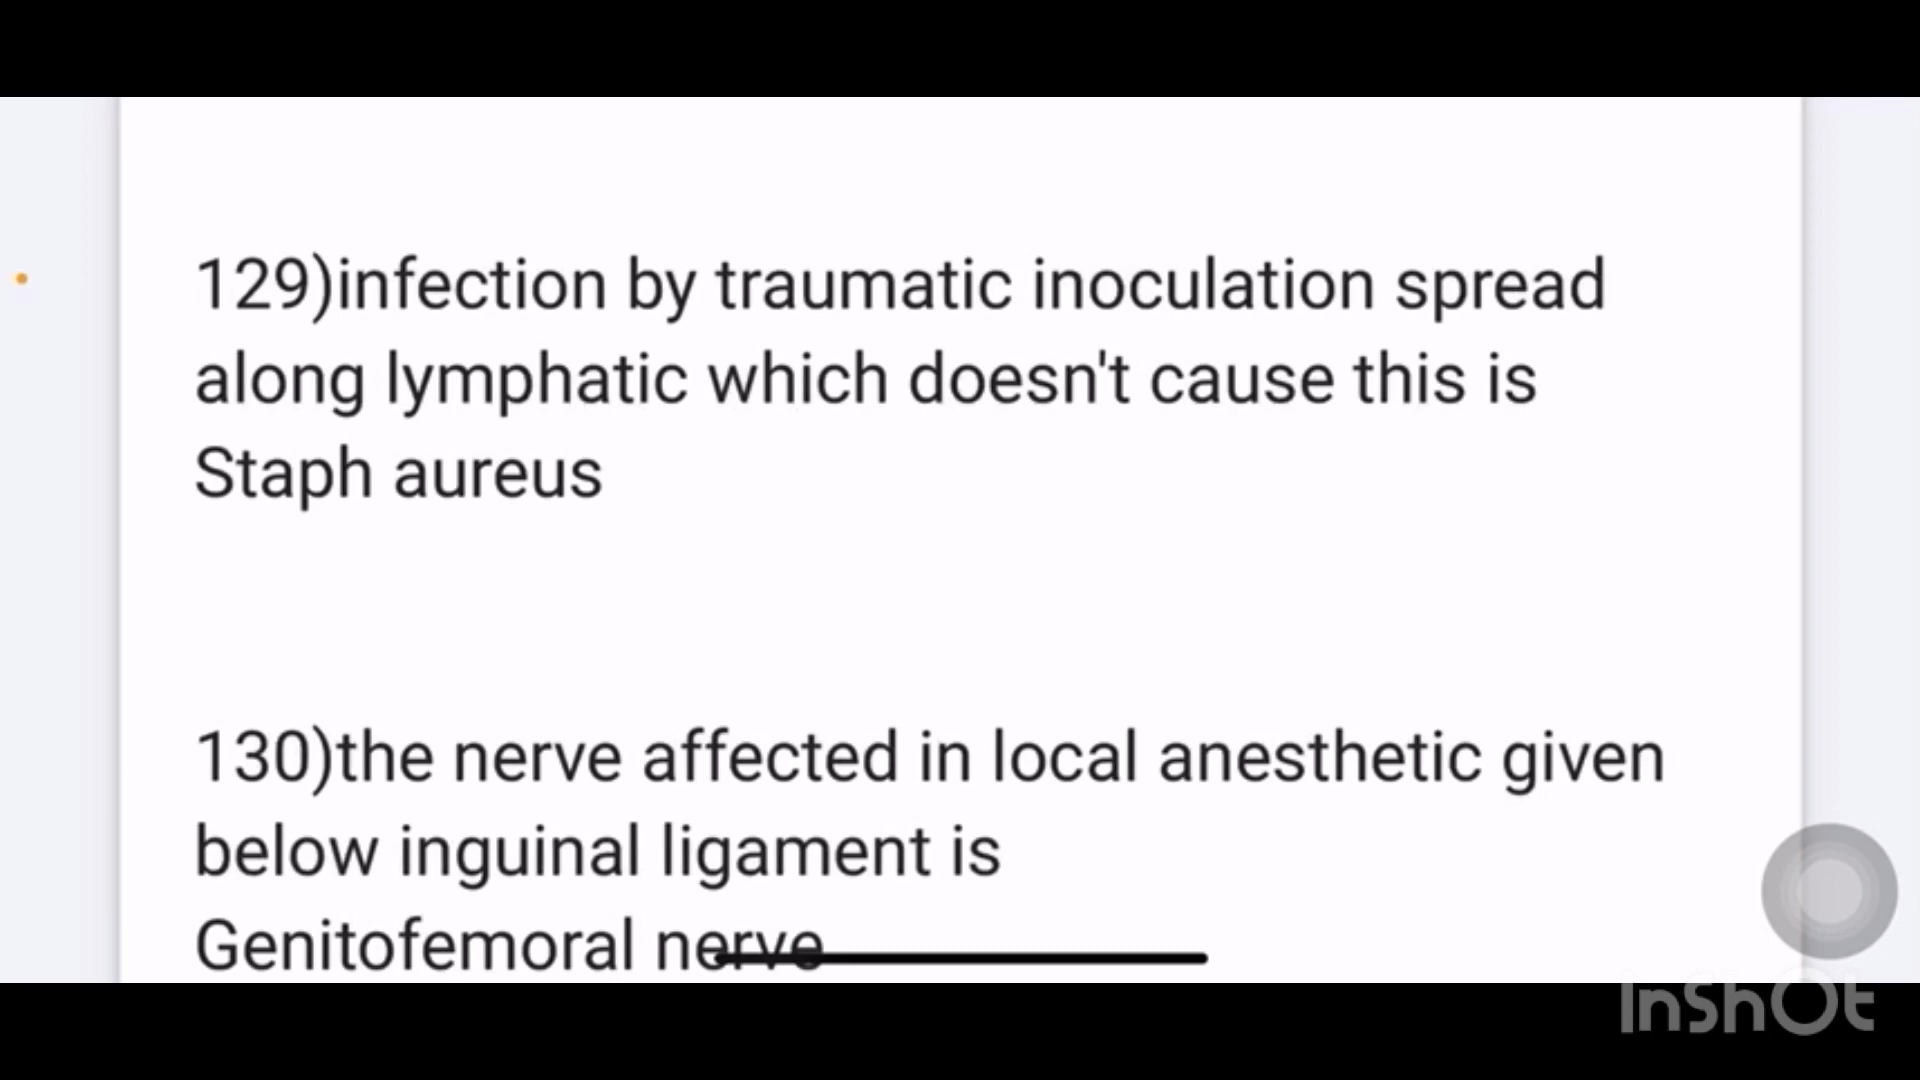 129)infection by traumatic inoculation spread
along lymphatic which doesn't cause this is
Staph aureus
130)the nerve affected in local anesthetic given
below inguinal ligament is
Genitofemoral nerve
InShOt